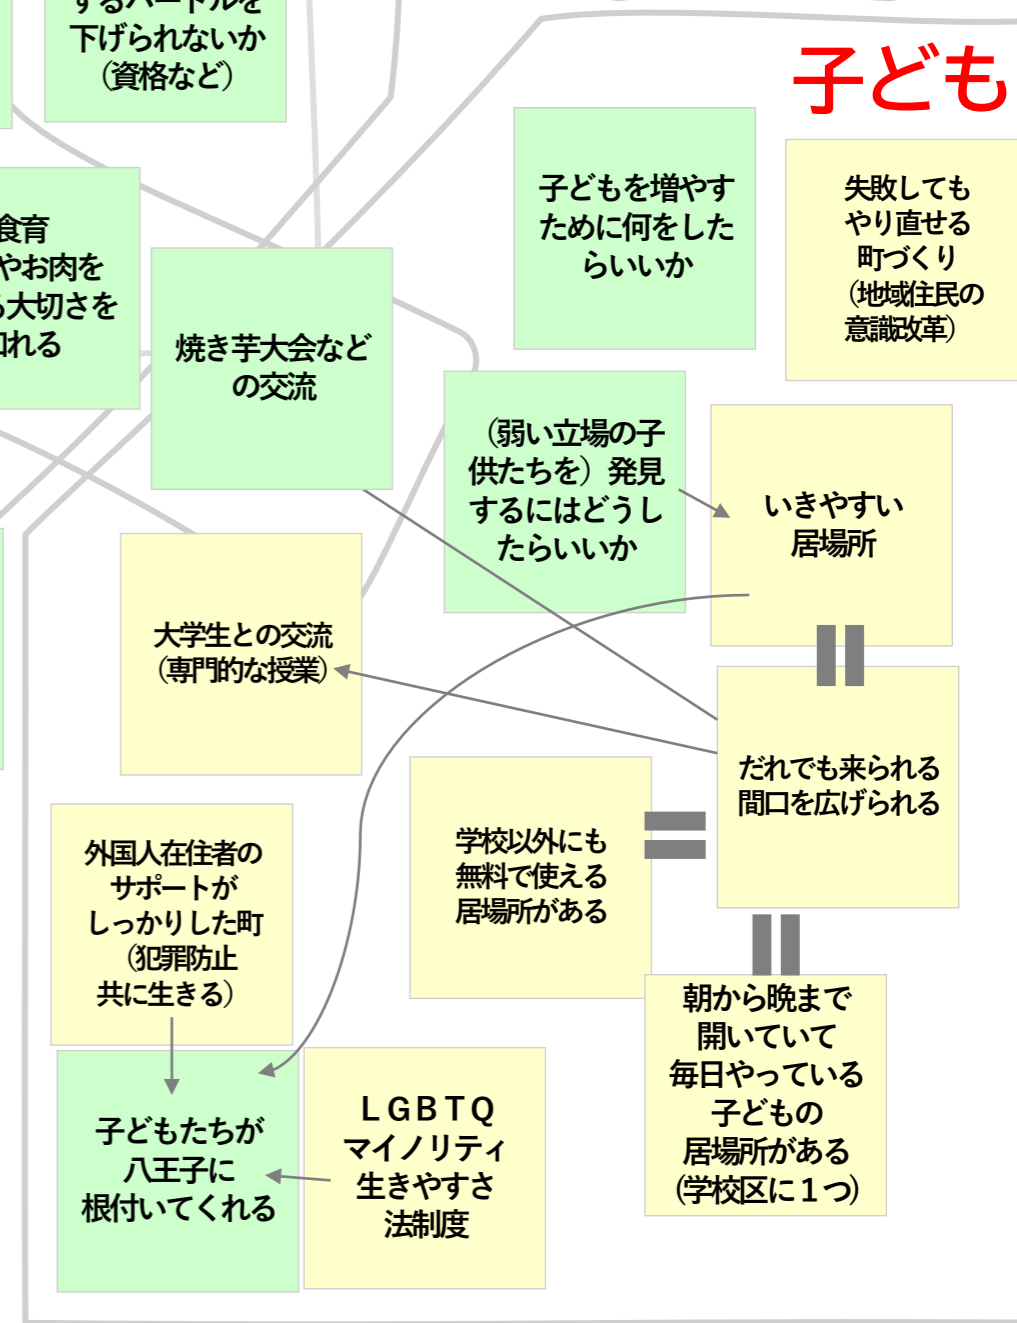 下げられないか
（資格など）
子ども
子どもを増やす
ために何をした
らいいか
失敗しても
やり直せる
町づくり
（地域住民の
意識改革）
食育
やお肉を
大切さを
れる
焼き芋大会など
の交流
（弱い立場の子
供たちを）発見
するにはどうし
たらいいか
いきやすい
居場所
大学生との交流
（専門的な授業）
だれでも来られる
間口を広げられる
学校以外にも
無料で使える
居場所がある
外国人在住者の
サポートが
しっかりした町
（犯罪防止
共に生きる）
朝から晩まで
開いていて
毎日やっている
子どもの
居場所がある
（学校区に１つ）
子どもたちが
八王子に
根付いてくれる
ＬＧＢＴＱ
マイノリティ
生きやすさ
法制度